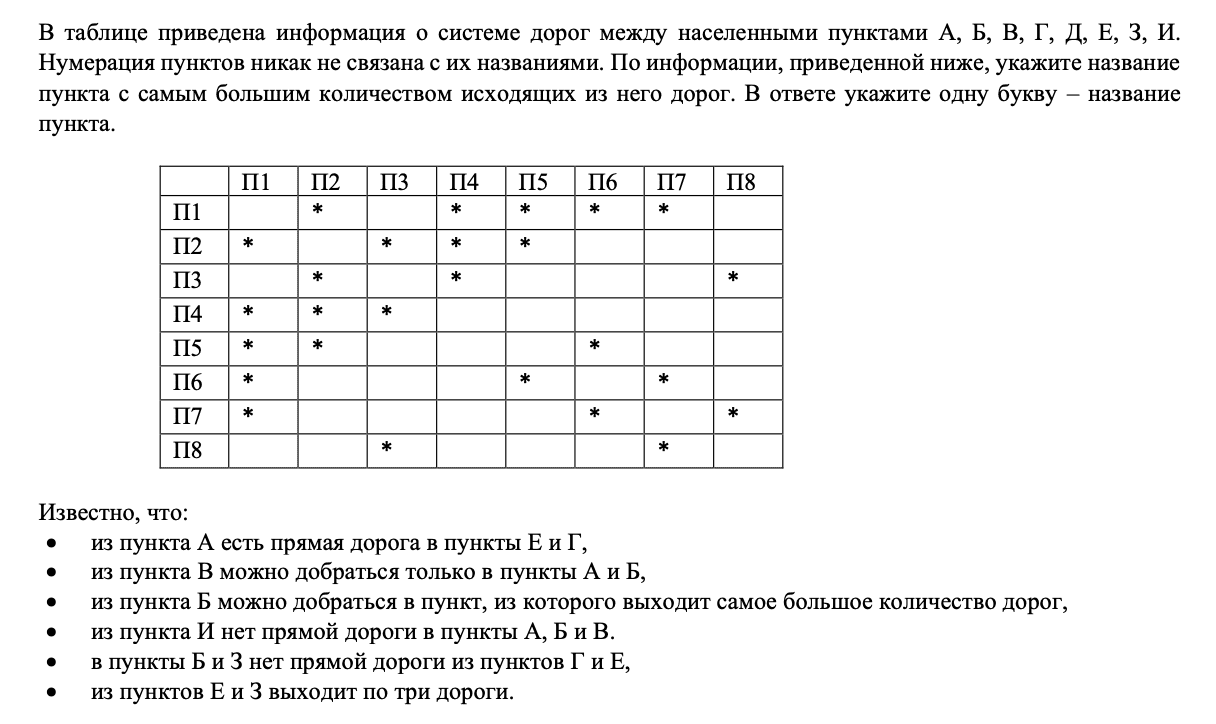 В таблице приведена информация о системе дорог между населенными пунктами А, Б, В, Г, Д, Е, З, И.
Нумерация пунктов никак не связана с их названиями. По информации, приведенной ниже, укажите название
пункта с самым большим количеством исходящих из него дорог. В ответе укажите одну букву – название
пункта.
П1 П2 П3 П4 П5 П6 П7 П8
П1 * * * * *
П2 * * * *
П3 * * *
П4 * * *
П5 * * *
П6 * * *
П7 * * *
П8 * *
Известно, что:
• из пункта А есть прямая дорога в пункты Е и Г,
• из пункта В можно добраться только в пункты А и Б,
• из пункта Б можно добраться в пункт, из которого выходит самое большое количество дорог,
• из пункта И нет прямой дороги в пункты А, Б и В.
• в пункты Б и З нет прямой дороги из пунктов Г и Е,
• из пунктов Е и З выходит по три дороги.